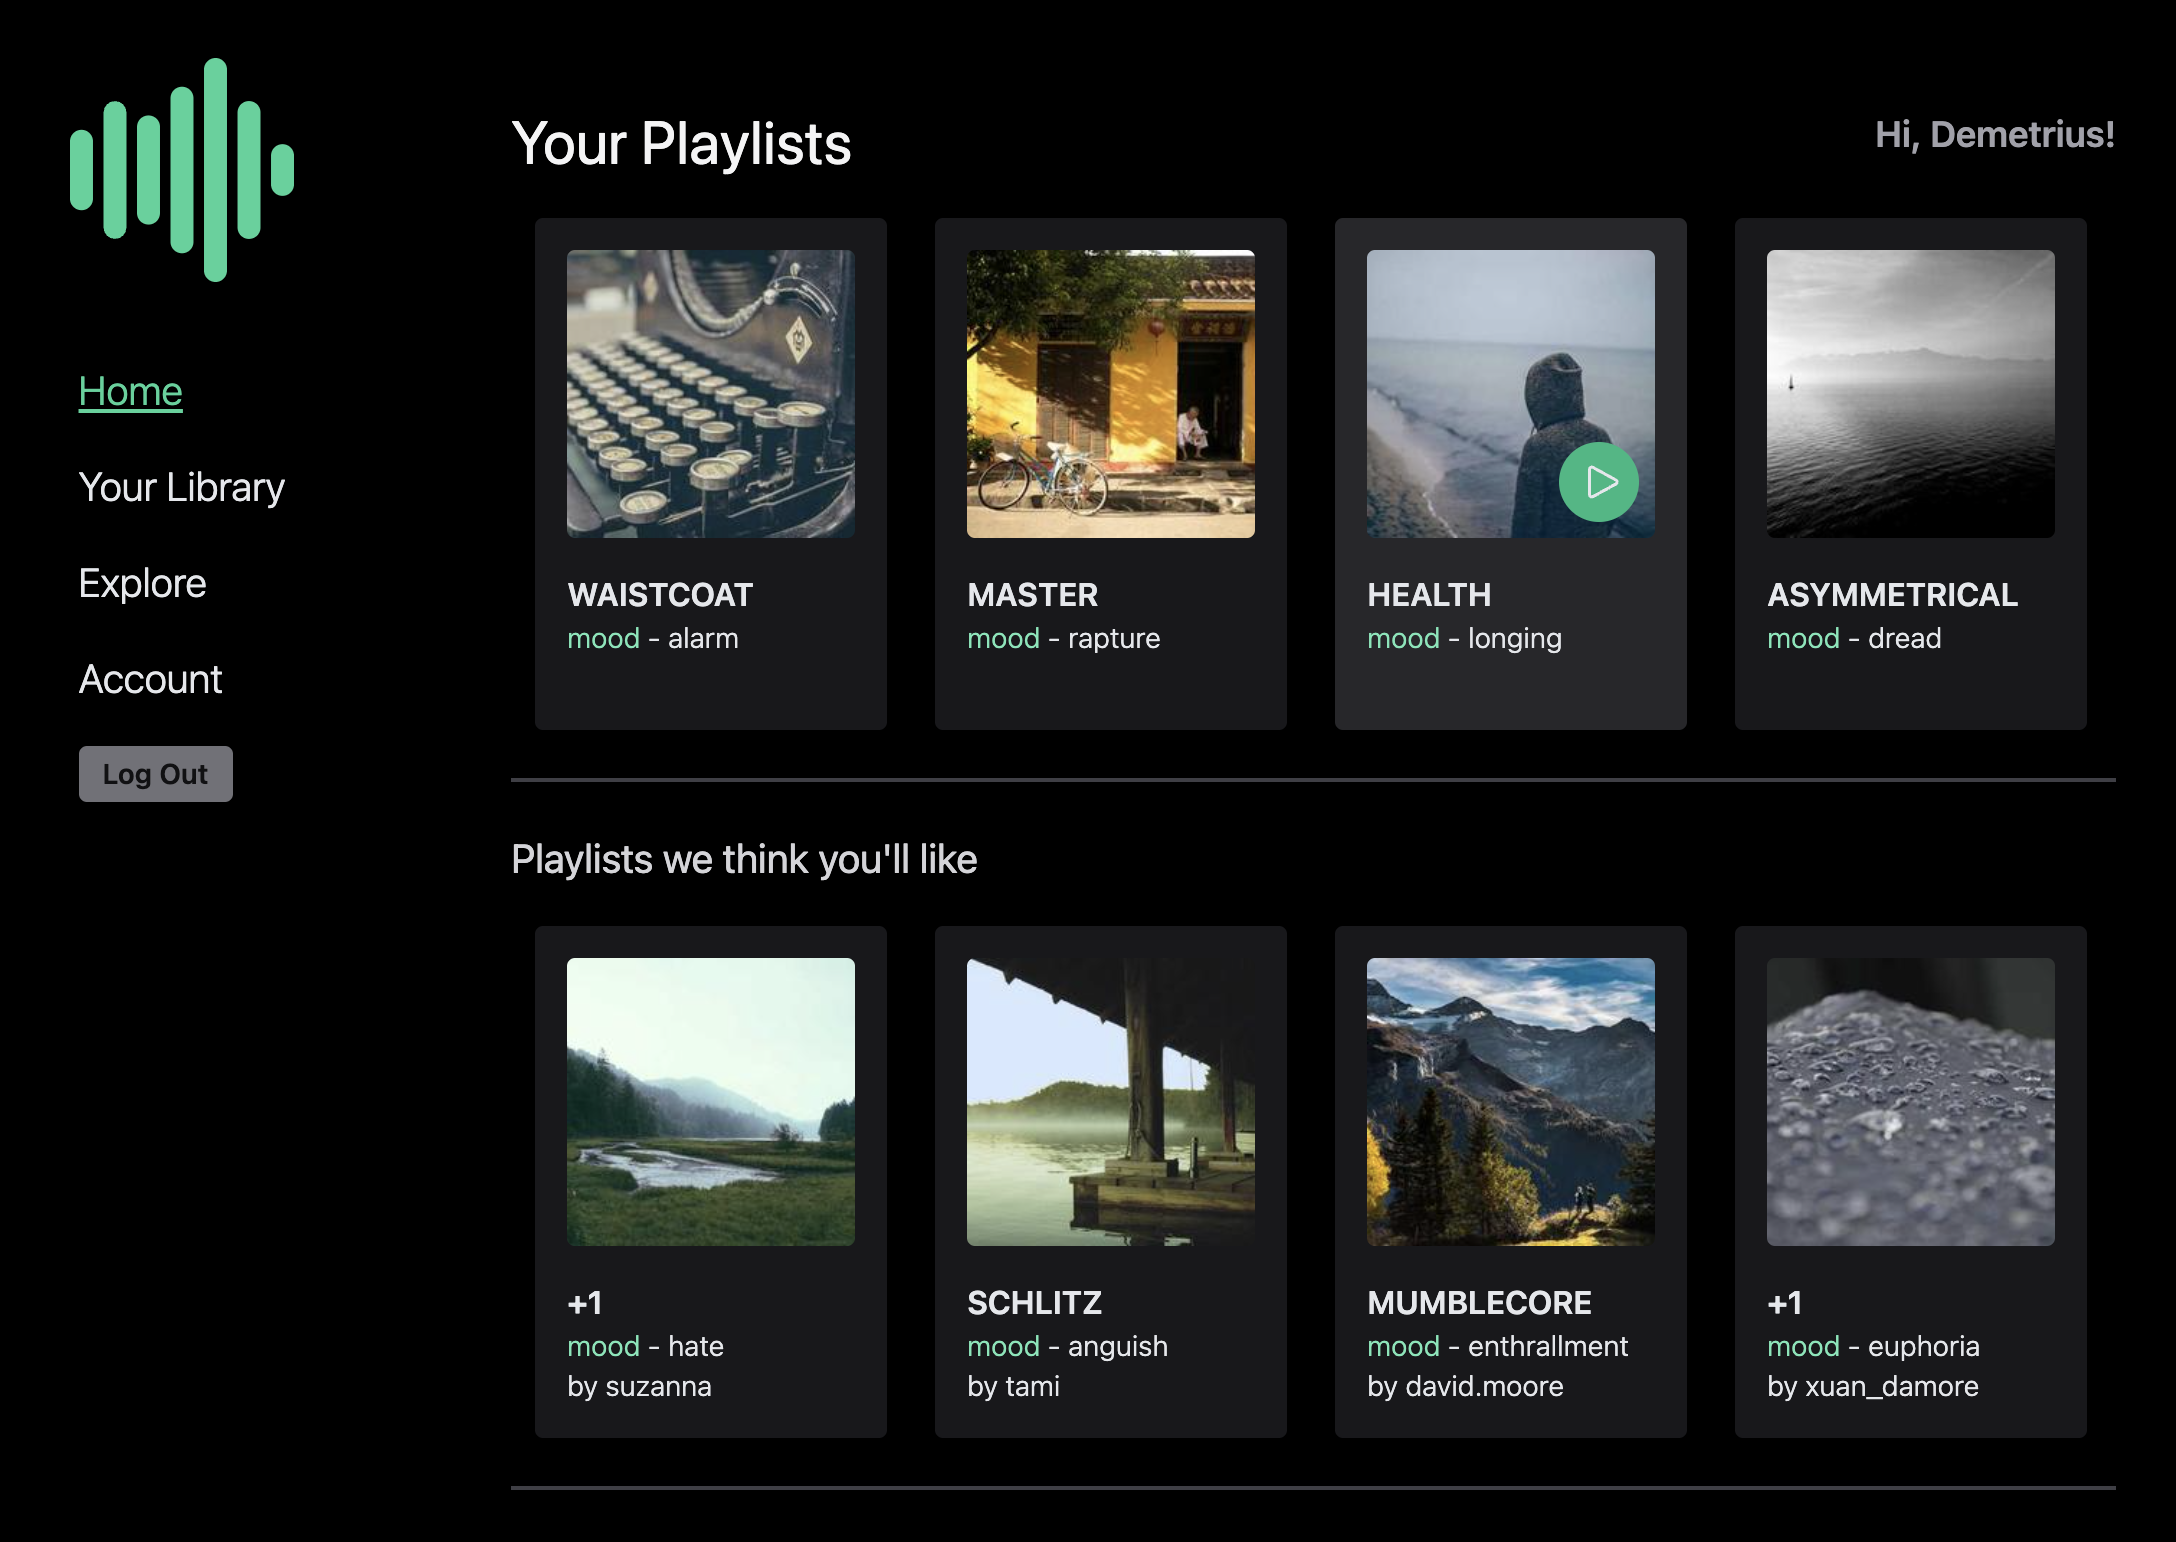 Your Playlists
Hi, Demetrius!
Home
Your Library
Explore
Account
Log Out
WAISTCOAT
mood - alarm
MASTER
mood - rapture
HEALTH
mood - longing
ASYMMETRICAL
mood - dread
Playlists we think you'll like
+1
mood - hate
by suzanna
SCHLITZ
mood - anguish
by tami
MUMBLECORE
mood - enthrallment
by david.moore
+1
mood - euphoria
by xuan_damore